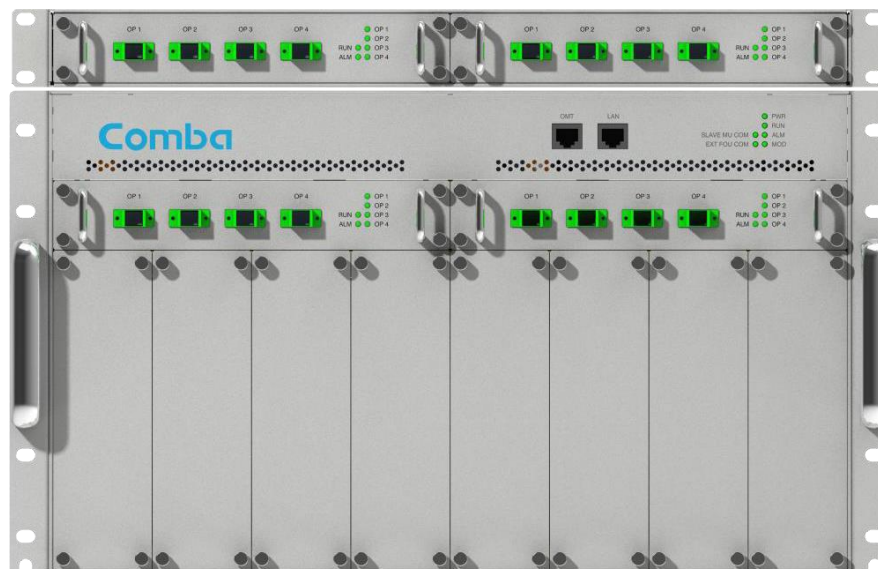 OP 1 OP 2 OP 3 OP 4 OP 1
OP 2
RUN OP 3
ALM OP 4
OP 1 OP 2 OP 3 OP 4 OP 1
OP 2
RUN OP 3
ALM OP 4
Comba
OMT LAN
PWR
RUN
SLAVE MU COM ALM
EXT FOU COM MOD
OP 1 OP 2 OP 3 OP 4 OP 1
OP 2
RUN OP 3
ALM OP 4
OP 1 OP 2 OP 3 OP 4 OP 1
OP 2
RUN OP 3
ALM OP 4